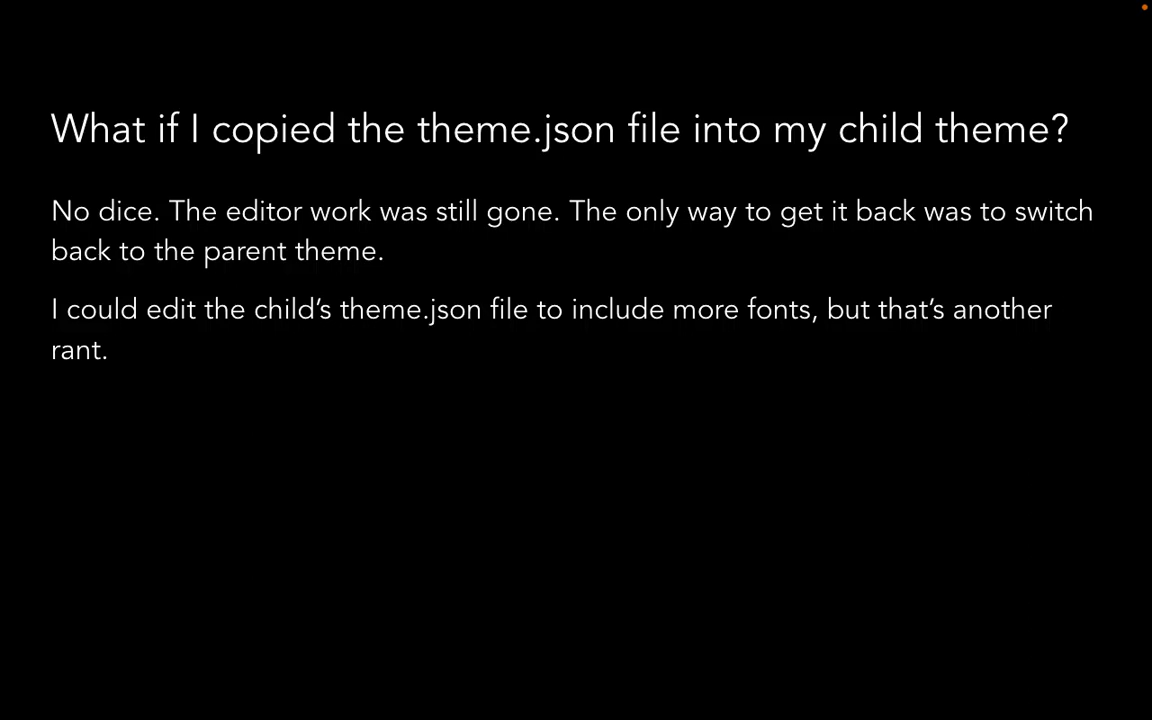 What if I copied the theme.json file into my child theme?
No dice. The editor work was still gone. The only way to get it back was to switch
back to the parent theme.
I could edit the child’s theme.json file to include more fonts, but that’s another
rant.